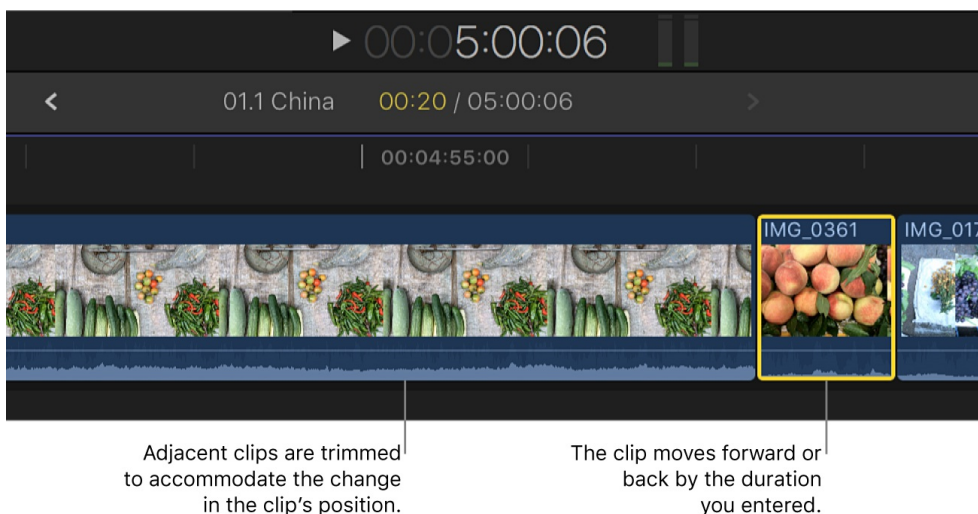 00:05:00:06
01.1 China 00:20 / 05:00:06
00:04:55:00
IMG_0361
IMG_017
Adjacent clips are trimmed
to accommodate the change
in the clip’s position.
The clip moves forward or
back by the duration
you entered.